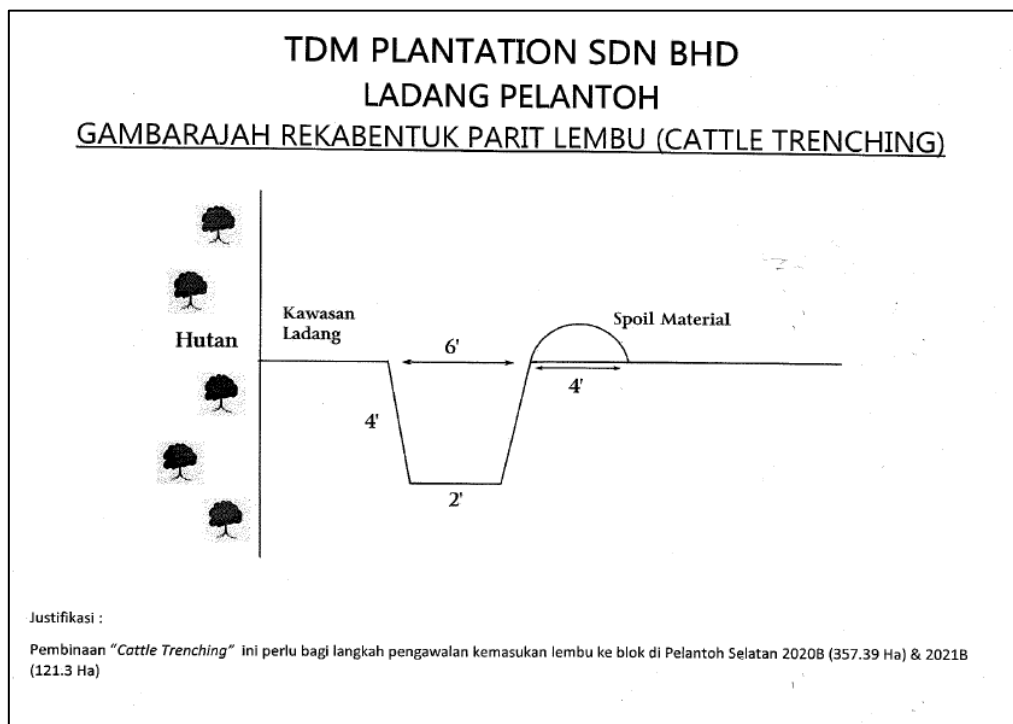 TDM PLANTATION SDN BHD
LADANG PELANTOH
GAMBARAJAH REKABENTUK PARIT LEMBU (CATTLE TRENCHING)
Kawasan
Ladang
Spoil Material
Hutan
6'
4'
4'
2'
Justifikasi :
Pembinaan "Cattle Trenching" ini perlu bagi langkah pengawalan kemasukan lembu ke blok di Pelantoh Selatan 2020B (357.39 Ha) & 2021B
(121.3 Ha)